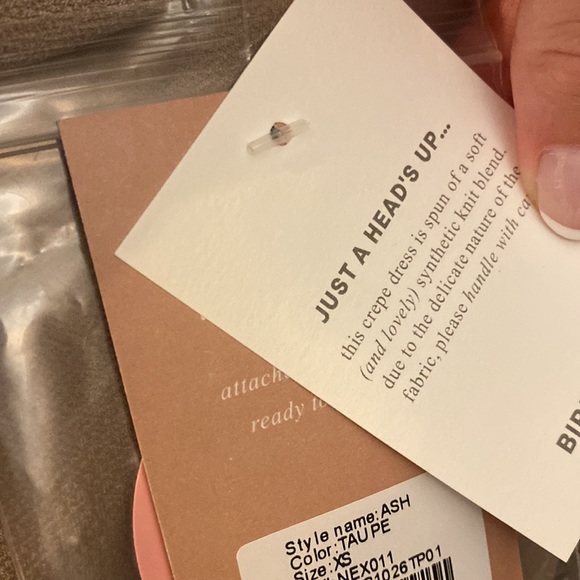 JUST A HEAD'S UP...
this crepe dress is spun of a soft
(and lovely) synthetic knit blend.
due to the delicate nature of the
fabric, please handle with
ready
Style name:ASH
Color:TAUPE
Size:XS